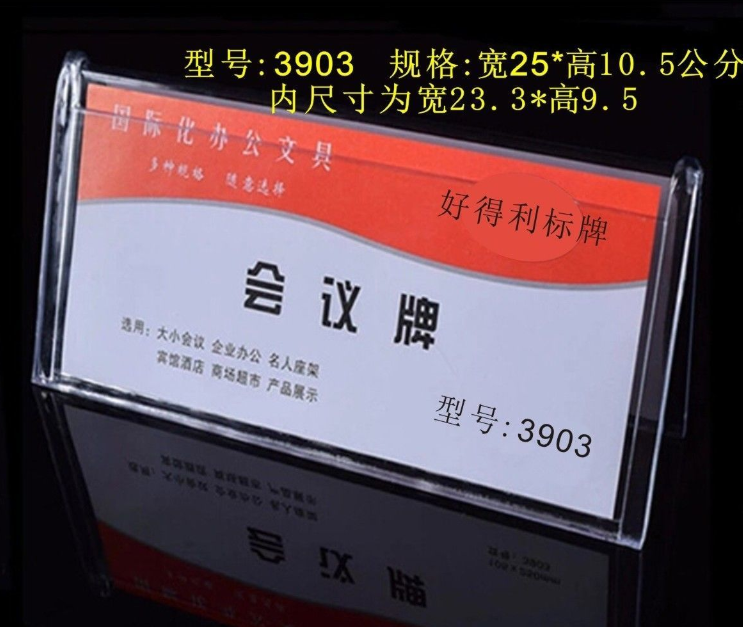 型号:3903 规格:宽25*高10.5公分
内尺寸为宽23.3*高9.5
国际化办公文具
多种规格 随意选择
好得利标牌
会议牌
选用:大小会议 企业办公 名人座架
宾馆酒店 商场超市 产品展示
型号:3903